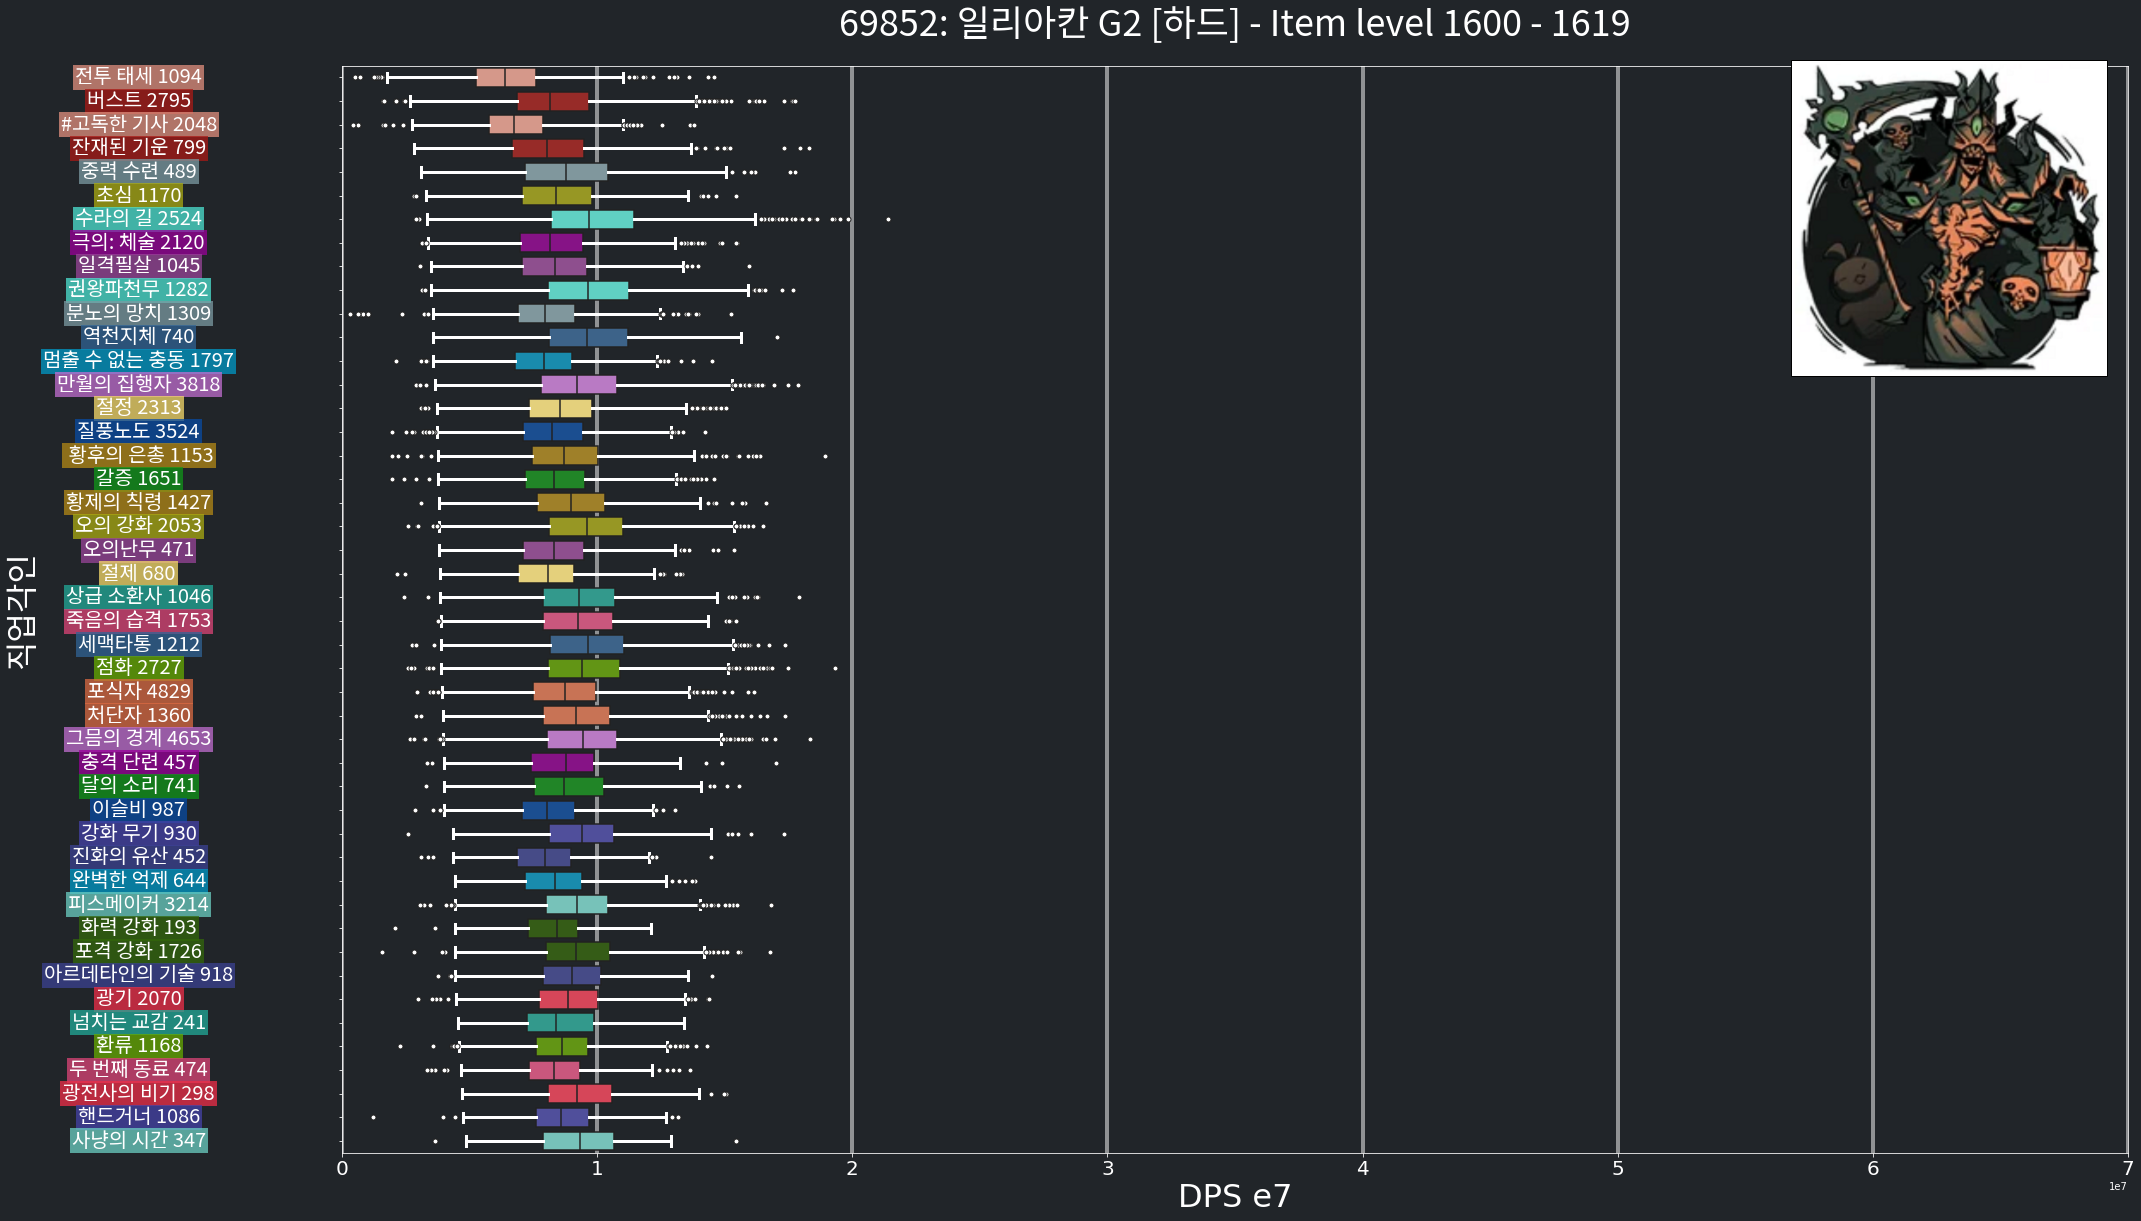 69852: 일리아칸 G2 [하드] - Item level 1600 - 1619
전투 태세 1094
버스트 2795
#고독한 기사 2048
잔재된 기운 799
중력 수련 489
초심 1170
수라의 길 2524
극의: 체술 2120
일격필살 1045
권왕파천무 1282
분노의 망치 1309
역천지체 740
멈출 수 없는 충동 1797
만월의 집행자 3818
절정 2313
질풍노도 3524
황후의 은총 1153
갈증 1651
황제의 칙령 1427
오의 강화 2053
오의난무 471
절제 680
상급 소환사 1046
죽음의 습격 1753
세맥타통 1212
점화 2727
포식자 4829
처단자 1360
그믐의 경계 4653
충격 단련 457
달의 소리 741
이슬비 987
강화 무기 930
진화의 유산 452
완벽한 억제 644
피스메이커 3214
화력 강화 193
포격 강화 1726
아르데타인의 기술 918
광기 2070
넘치는 교감 241
환류 1168
두 번째 동료 474
광전사의 비기 298
핸드거너 1086
사냥의 시간 347
직업각인
0 1 2 3 4 5 6 7
1e7
DPS e7